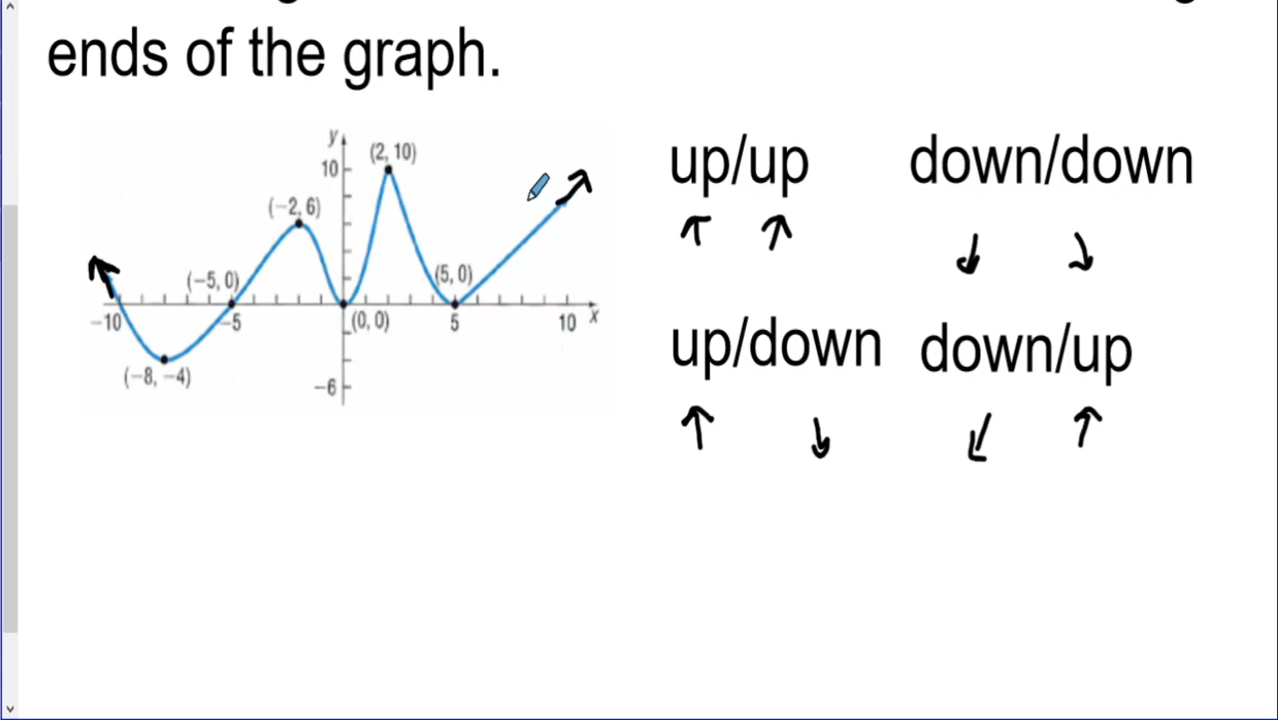 ends of the graph.
y
10
(2, 10)
(−2, 6)
(−5, 0)
(5, 0)
−10
−5
(0, 0)
5
10
x
(−8, −4)
−6
up/up
down/down
up/down
down/up